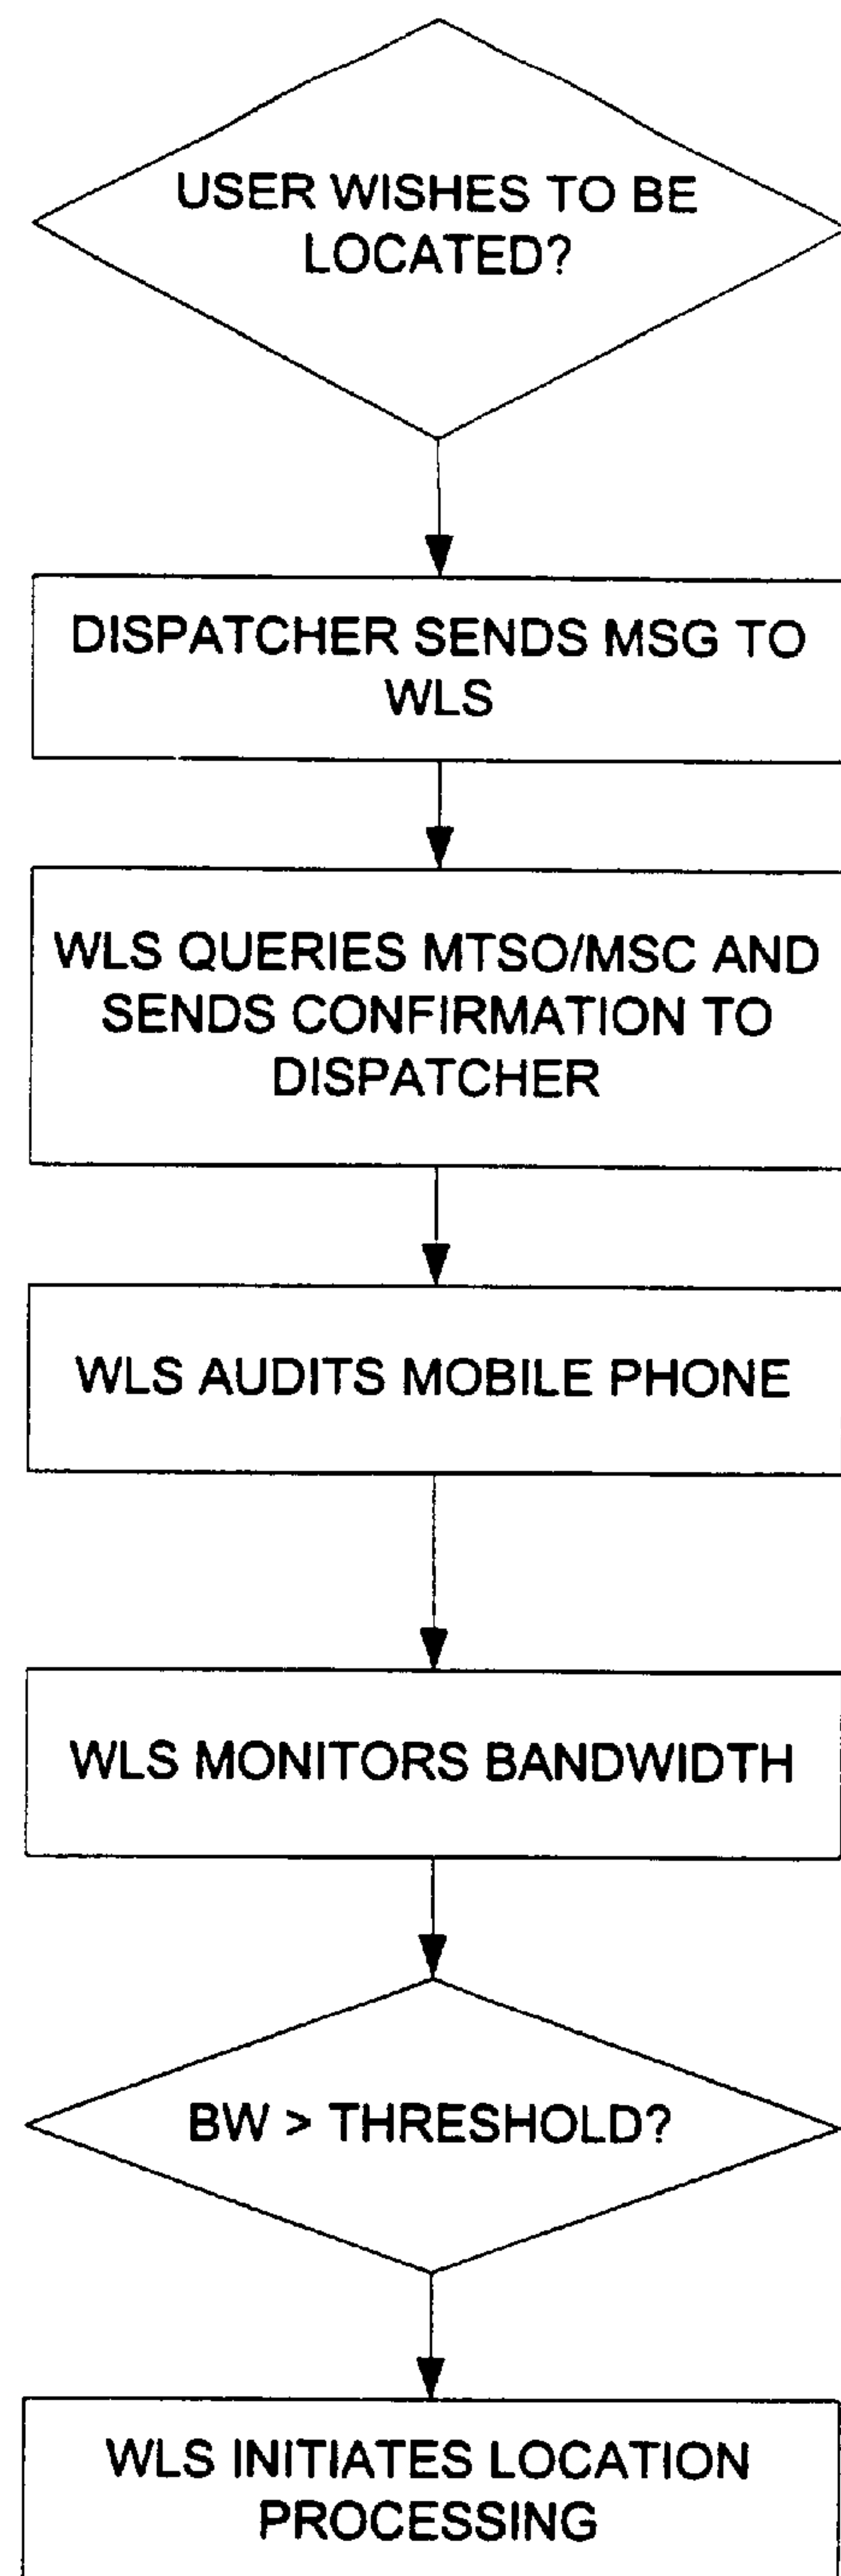 USER WISHES TO BE
LOCATED?
DISPATCHER SENDS MSG TO
WLS
WLS QUERIES MTSO/MSC AND
SENDS CONFIRMATION TO
DISPATCHER
WLS AUDITS MOBILE PHONE
WLS MONITORS BANDWIDTH
BW > THRESHOLD?
WLS INITIATES LOCATION
PROCESSING